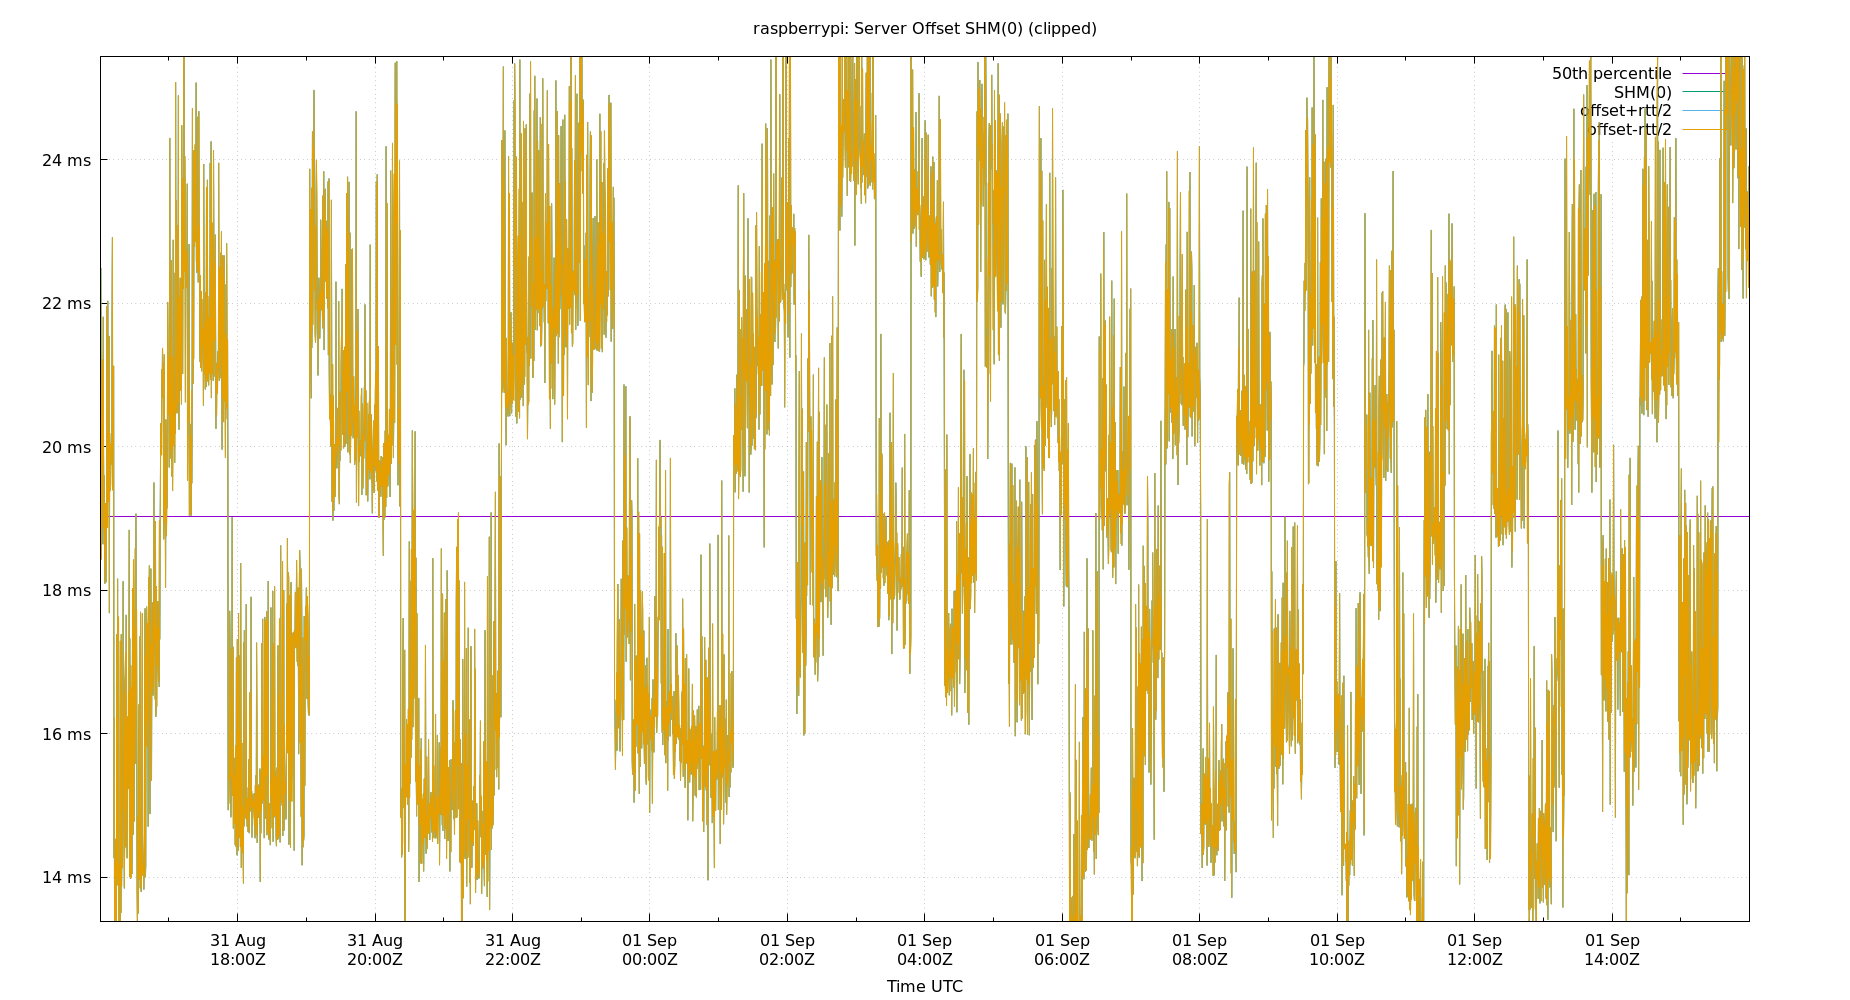 raspberrypi: Server Offset SHM(0) (clipped)
50th percentile
SHM(0)
offset+rtt/2
offset-rtt/2
24 ms
22 ms
20 ms
18 ms
16 ms
14 ms
31 Aug 31 Aug 31 Aug 01 Sep 01 Sep 01 Sep 01 Sep 01 Sep 01 Sep 01 Sep 01 Sep
18:00Z 20:00Z 22:00Z 00:00Z 02:00Z 04:00Z 06:00Z 08:00Z 10:00Z 12:00Z 14:00Z
Time UTC